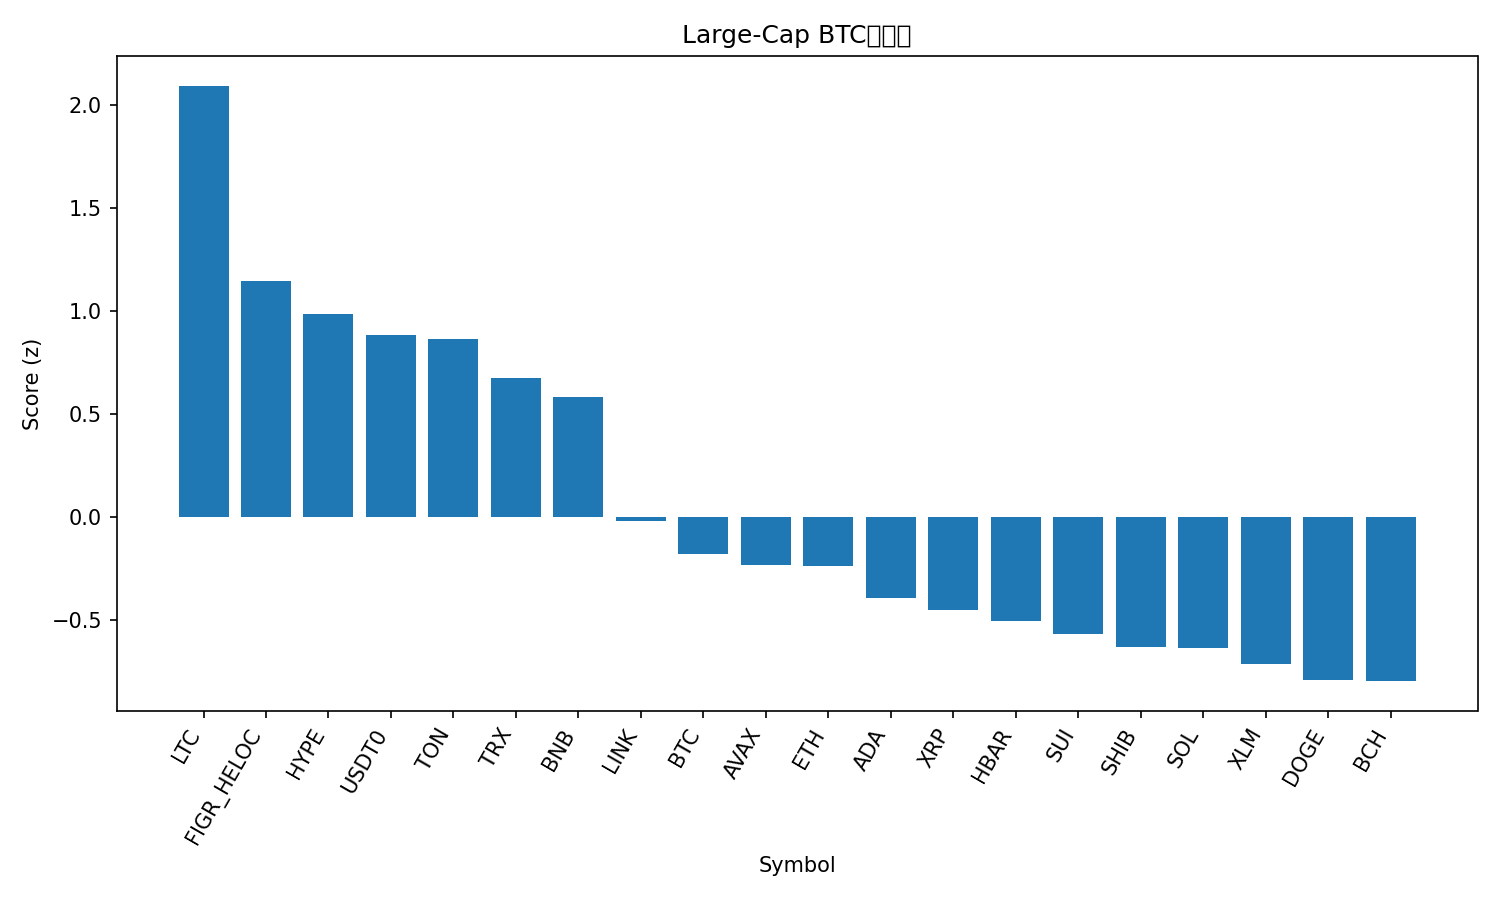 Large-Cap BTC
2.0
1.5
1.0
0.5
0.0
−0.5
Score (z)
LTC
FIGR_HELOC
HYPE
USDT0
TON
TRX
BNB
LINK
BTC
AVAX
ETH
ADA
XRP
HBAR
SUI
SHIB
SOL
XLM
DOGE
BCH
Symbol